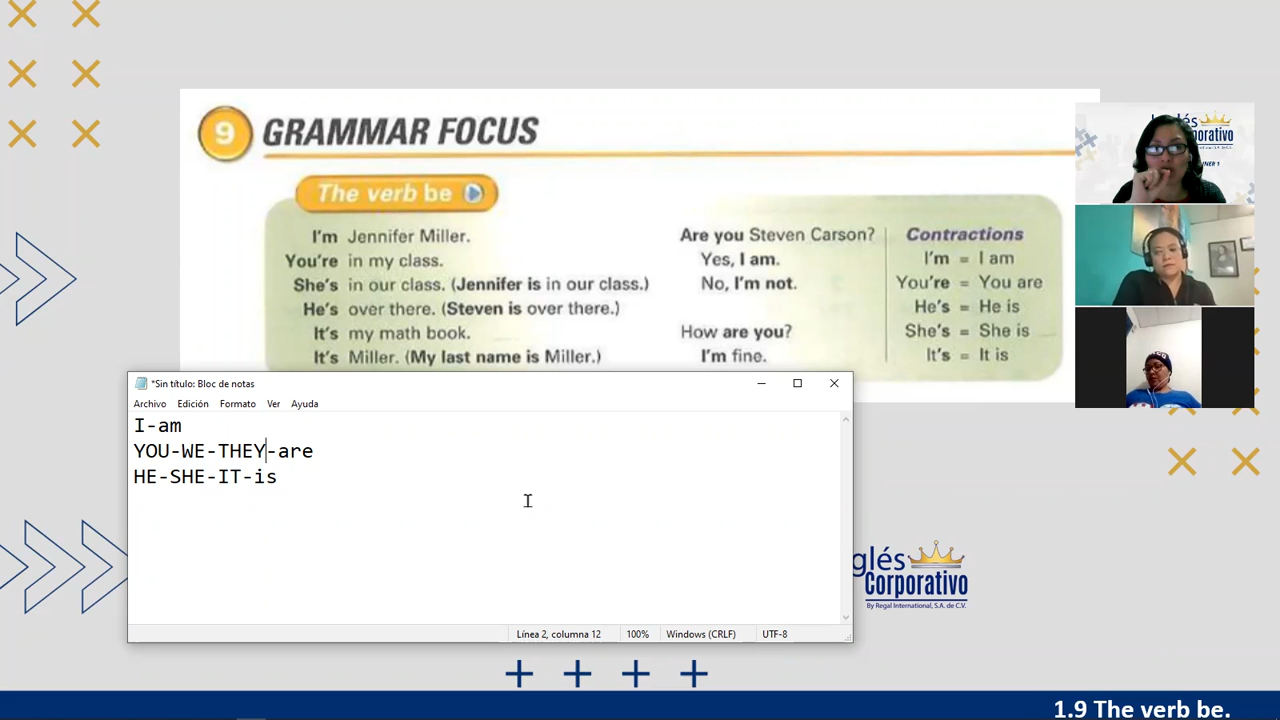 9 GRAMMAR FOCUS
The verb be
I'm Jennifer Miller.
You're in my class.
She's in our class. (Jennifer is in our class.)
He's over there. (Steven is over there.)
It's my math book.
It's Miller. (My last name is Miller.)
Are you Steven Carson?
Yes, I am.
No, I'm not.
How are you?
I'm fine.
Contractions
I'm = I am
You're = You are
He's = He is
She's = She is
It's = It is
*Sin título: Bloc de notas
Archivo Edición Formato Ver Ayuda
I-am
YOU-WE-THEY-are
HE-SHE-IT-is
Línea 2, columna 12 100% Windows (CRLF) UTF-8
glés
Corporativo
By Regal International, S.A. de C.V.
1.9 The verb be.